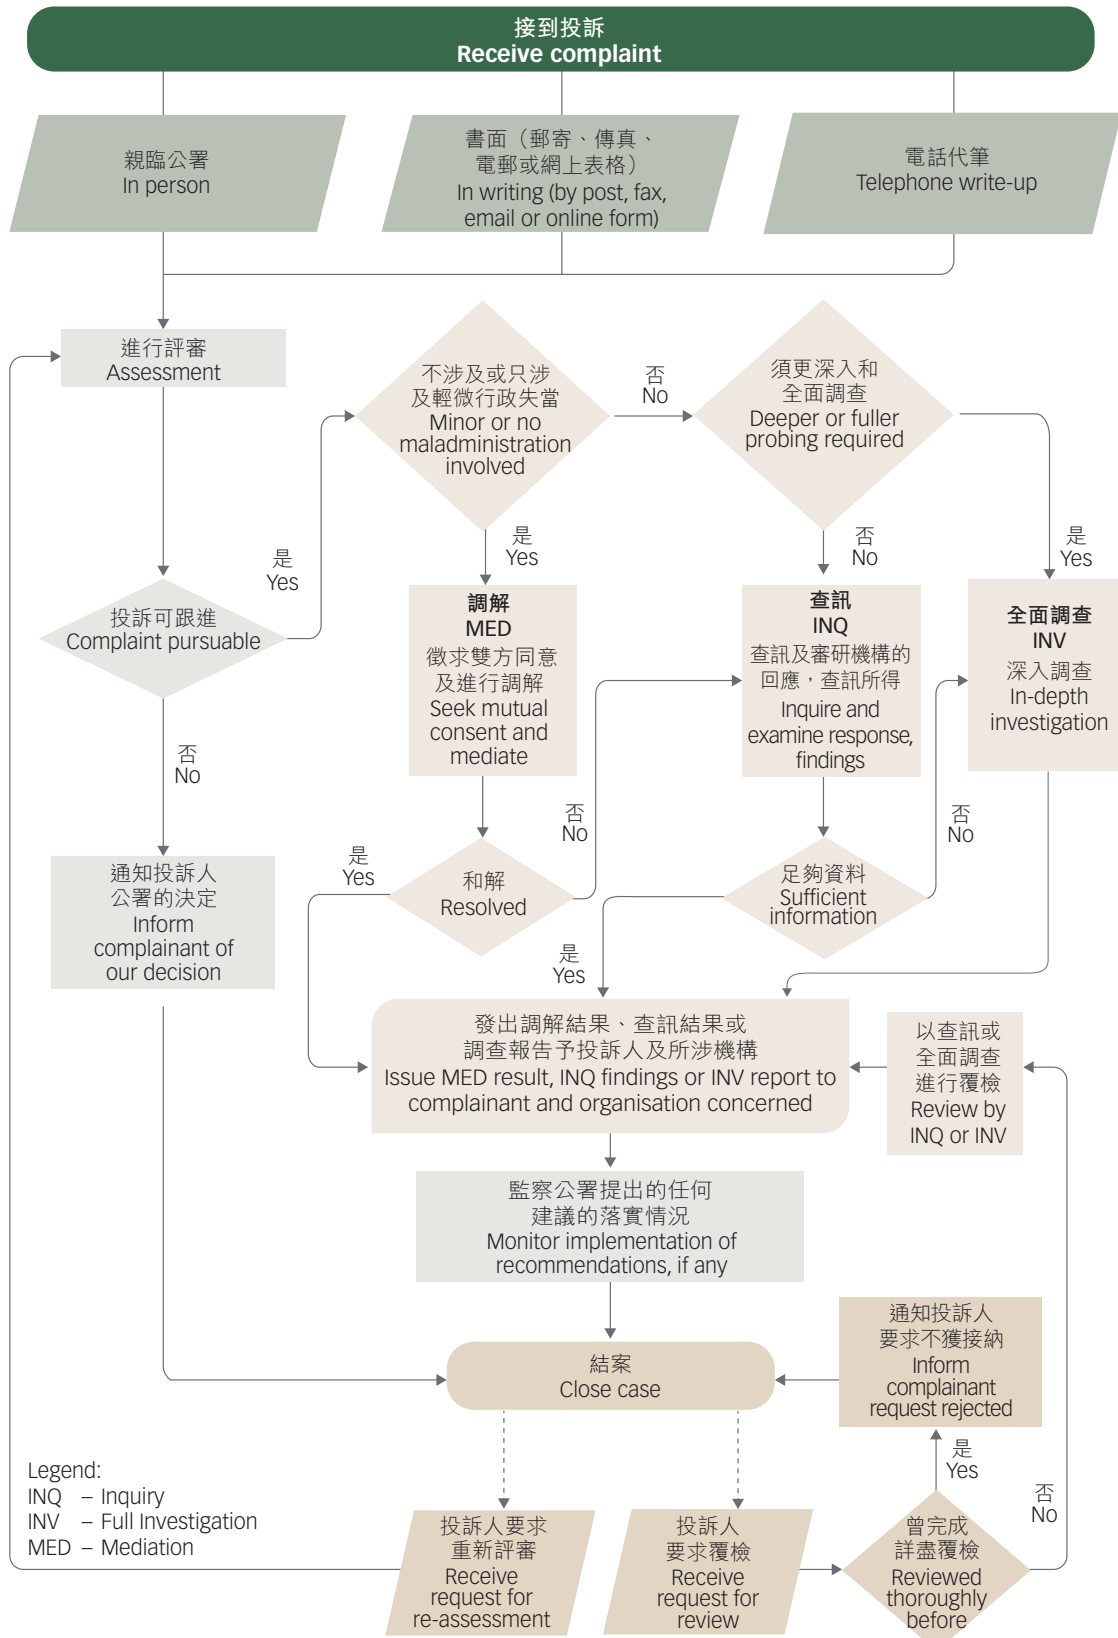 接到投訴
Receive complaint
親臨公署
In person
書面（郵寄、傳真、
電郵或網上表格）
In writing (by post, fax,
email or online form)
電話代筆
Telephone write-up
進行評審
Assessment
不涉及或只涉
及輕微行政失當
Minor or no
maladministration
involved
否
No
須更深入和
全面調查
Deeper or fuller
probing required
是
Yes
是
Yes
否
No
是
Yes
投訴可跟進
Complaint pursuable
調解
MED
徵求雙方同意
及進行調解
Seek mutual
consent and
mediate
查訊
INQ
查訊及審研機構的
回應，查訊所得
Inquire and
examine response,
findings
全面調查
INV
深入調查
In-depth
investigation
否
No
否
No
否
No
通知投訴人
公署的決定
Inform
complainant of
our decision
是
Yes
和解
Resolved
足夠資料
Sufficient
information
是
Yes
發出調解結果、查訊結果或
調查報告予投訴人及所涉機構
Issue MED result, INQ findings or INV report to
complainant and organisation concerned
以查訊或
全面調查
進行覆檢
Review by
INQ or INV
監察公署提出的任何
建議的落實情況
Monitor implementation of
recommendations, if any
結案
Close case
通知投訴人
要求不獲接納
Inform
complainant
request rejected
是
Yes
否
No
Legend:
INQ – Inquiry
INV – Full Investigation
MED – Mediation
投訴人要求
重新評審
Receive
request for
re-assessment
投訴人
要求覆檢
Receive
request for
review
曾完成
詳盡覆檢
Reviewed
thoroughly
before